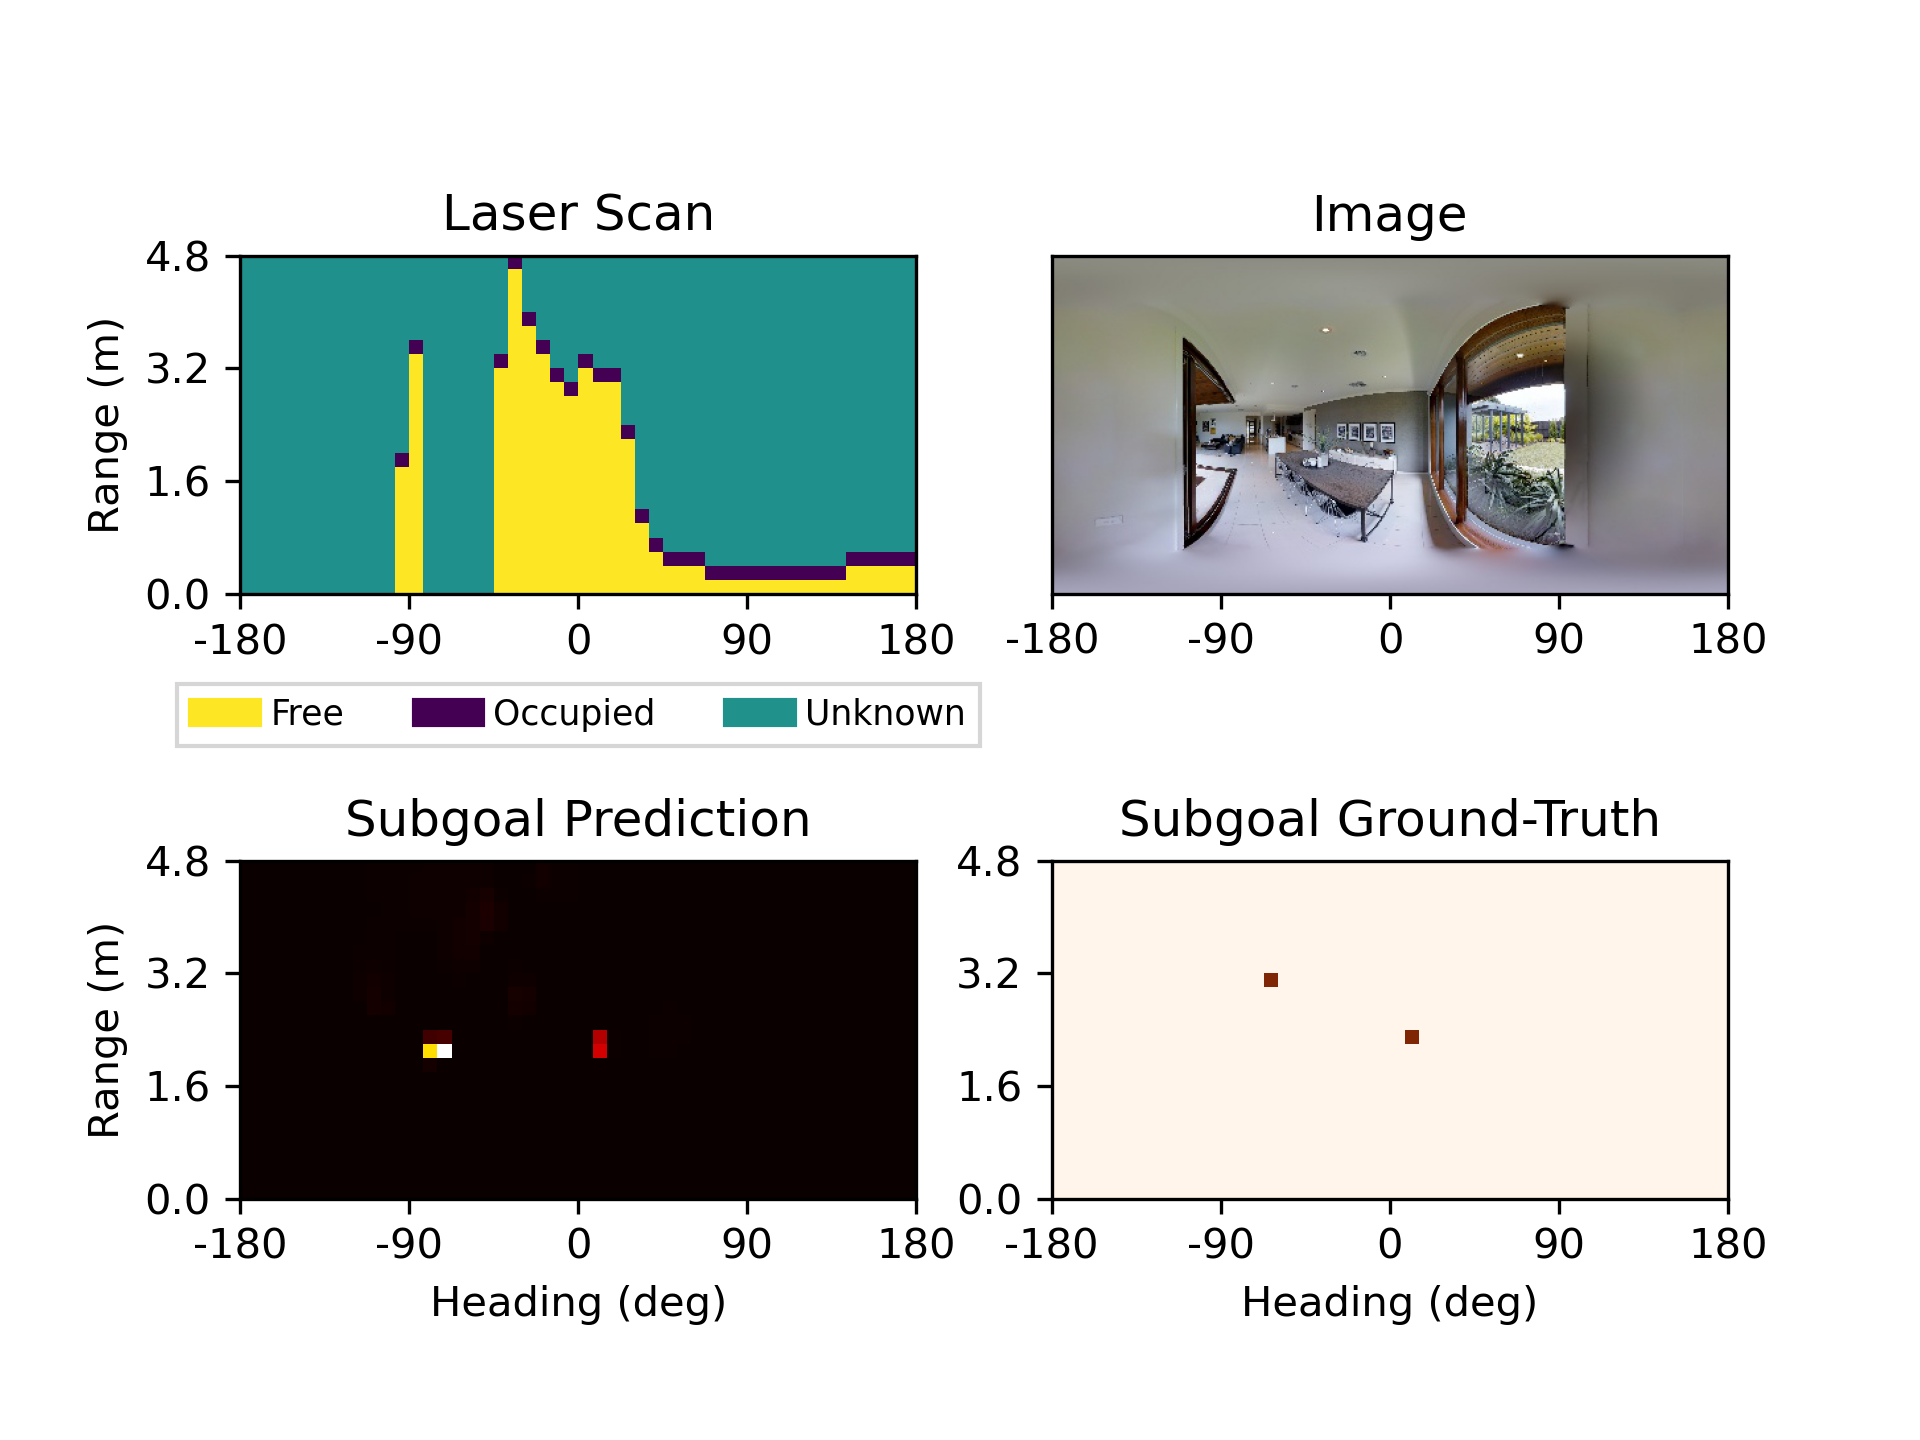 Laser Scan
Image
Range (m)
4.8
3.2
1.6
0.0
-180 -90 0 90 180
-180 -90 0 90 180
Free Occupied Unknown
Subgoal Prediction
Subgoal Ground-Truth
Range (m)
4.8
3.2
1.6
0.0
-180 -90 0 90 180
Heading (deg)
4.8
3.2
1.6
0.0
-180 -90 0 90 180
Heading (deg)